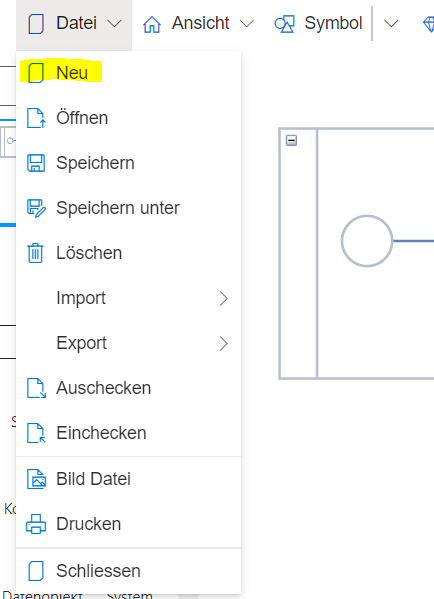 Datei Ansicht Symbol
Neu
Öffnen
Speichern
Speichern unter
Löschen
Import
Export
Auschecken
Einchecken
Bild Datei
Drucken
Schliessen
Datenobjekt System